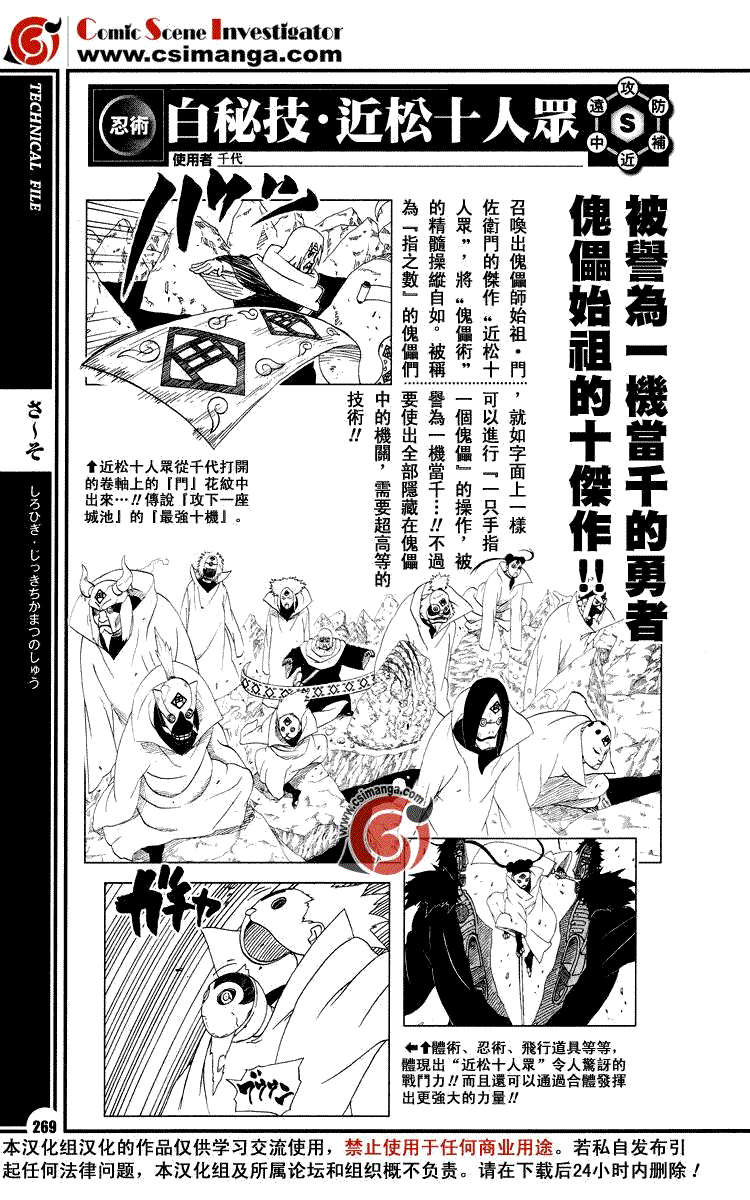 Comic Scene Investigator
www.csimanga.com
TECHNICAL FILE
忍術
白秘技·近松十人眾
使用者 千代
攻
防
補
近
中
遠
S
被譽為一機當千的勇者
傀儡始祖的十傑作!!
召喚出傀儡師始祖·門
佐衛門的傑作“近松十
人眾”，將“傀儡術”
的精髓操縱自如。被稱
為『指之數』的傀儡們
，就如字面上一樣
可以進行『一只手指
一個傀儡』的操作，被
譽為一機當千…!!不過
要使出全部隱藏在傀儡
中的機關，需要超高等的
技術!!
バババン
⬆近松十人眾從千代打開
的卷軸上的『門』花紋中
出來…!!傳說『攻下一座
城池』的『最強十機』。
さ～そ
しろひぎ・じっきちかまつのしゅう
www.csimanga.com
ガチャ
グググン
⬅⬆體術、忍術、飛行道具等等，
體現出“近松十人眾”令人驚訝的
戰鬥力!!而且還可以通過合體發揮
出更強大的力量!!
269
本汉化组汉化的作品仅供学习交流使用，禁止使用于任何商业用途。若私自发布引
起任何法律问题，本汉化组及所属论坛和组织概不负责。请在下载后24小时内删除！